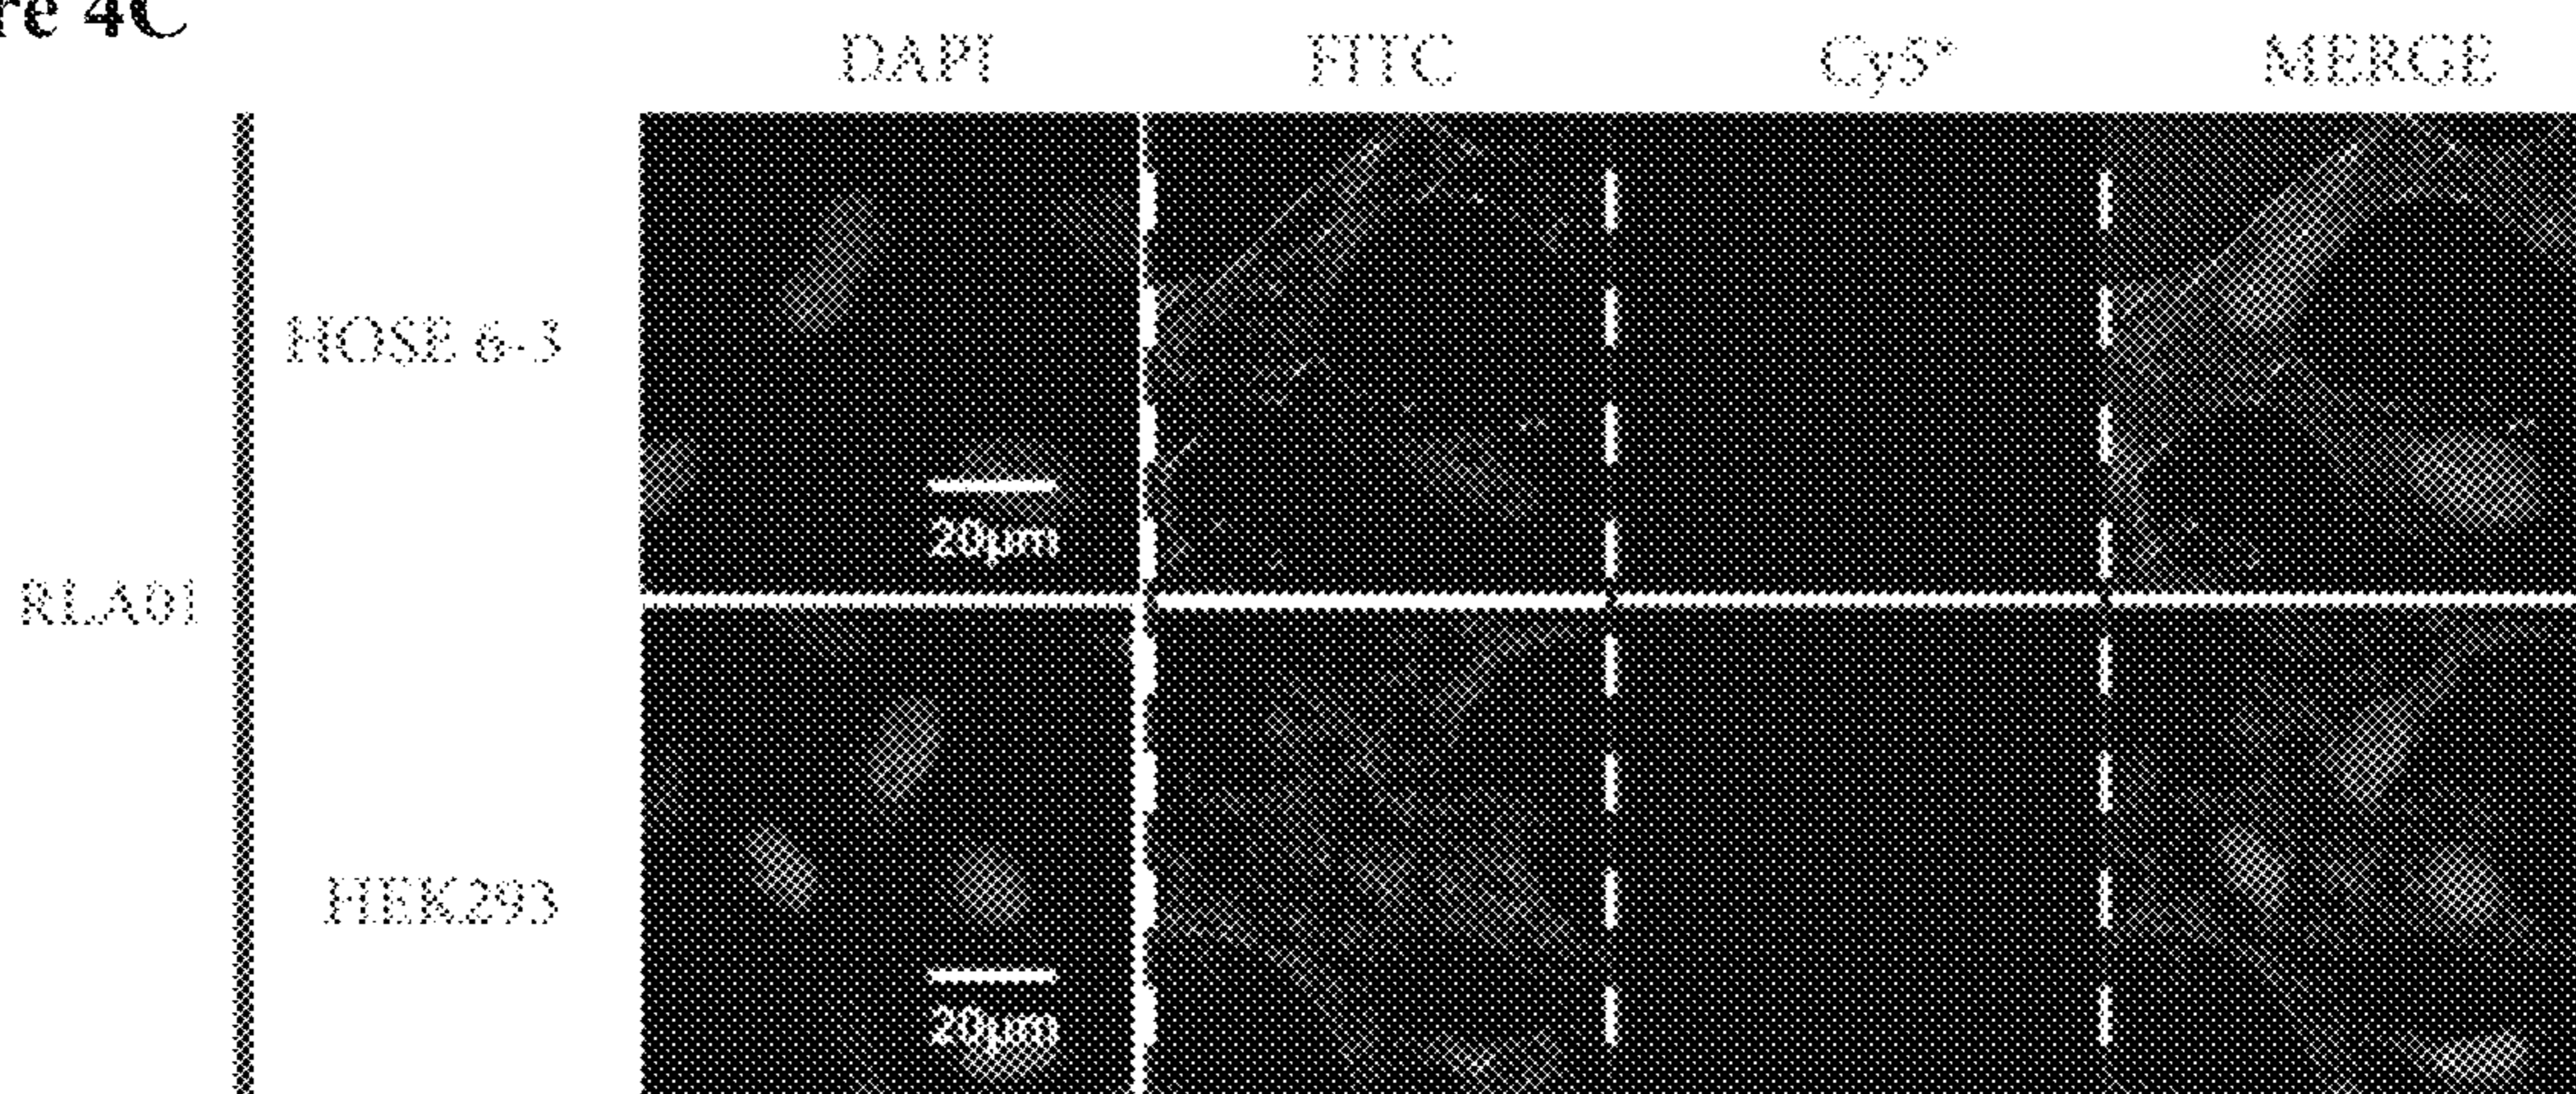 re 4C
DAPI FITC Cy5* MERGE
HOSE 6-3
20µm
RLA01
HEK293
20µm